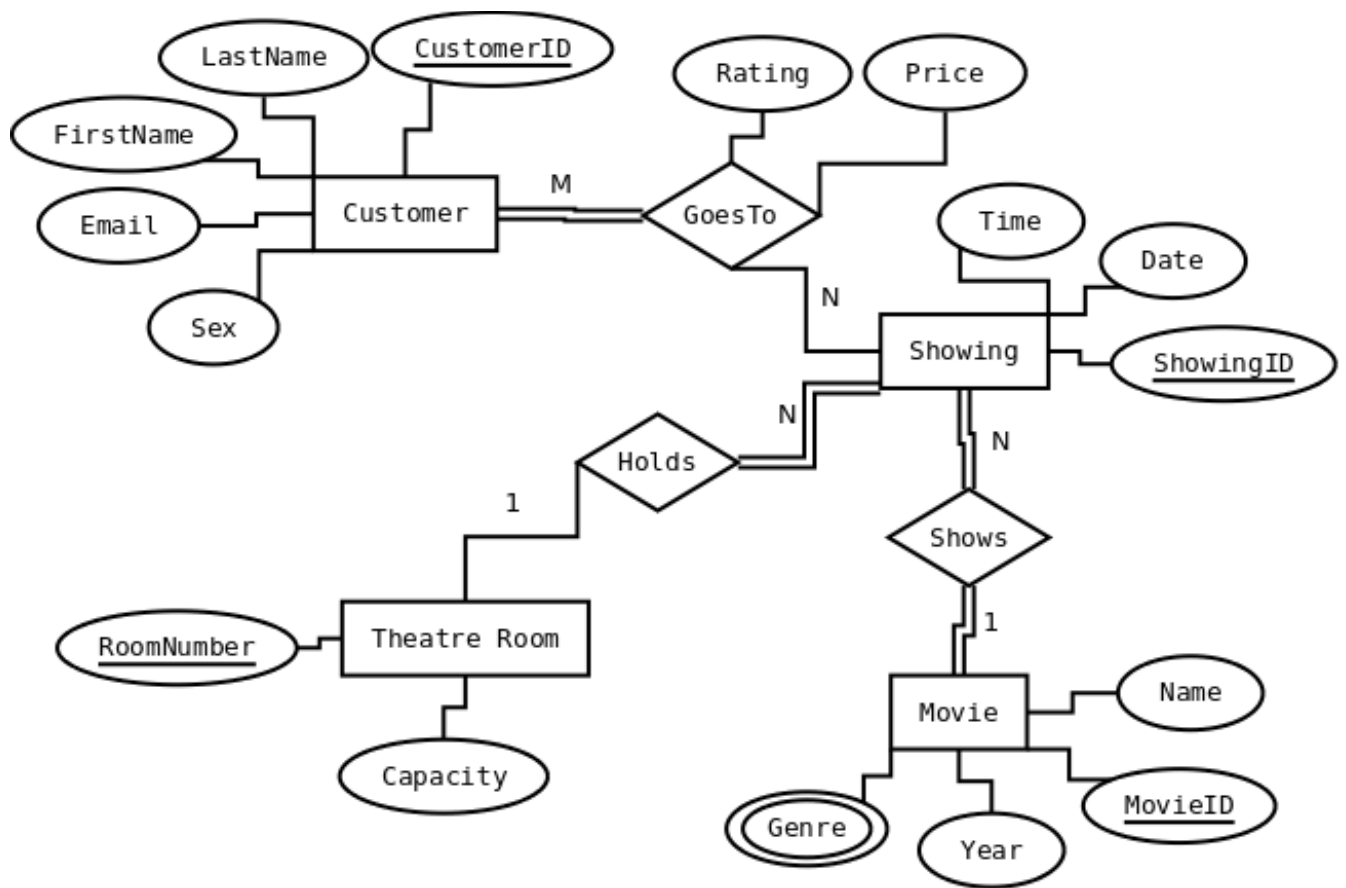 LastName
CustomerID
Rating
Price
FirstName
M
Customer
GoesTo
Email
Time
Date
N
Sex
Showing
ShowingID
N
N
Holds
1
Shows
1
RoomNumber
Theatre Room
Name
Movie
Capacity
MovieID
Genre
Year